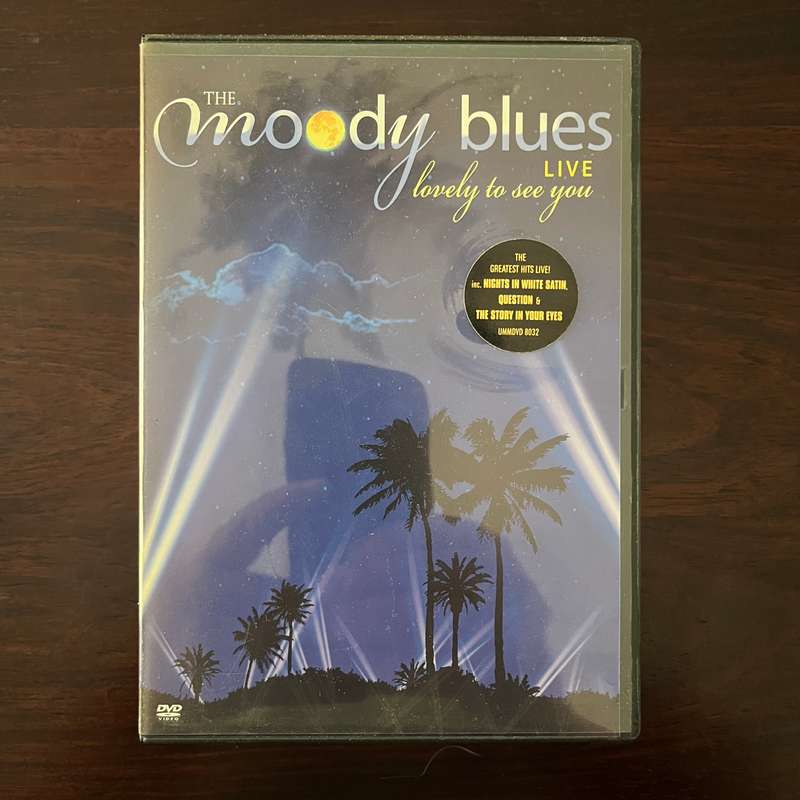 THE
moody blues
LIVE
lovely to see you
THE
GREATEST HITS LIVE!
inc. NIGHTS IN WHITE SATIN,
QUESTION &
THE STORY IN YOUR EYES
UMMDVD 8032
DVD
VIDEO